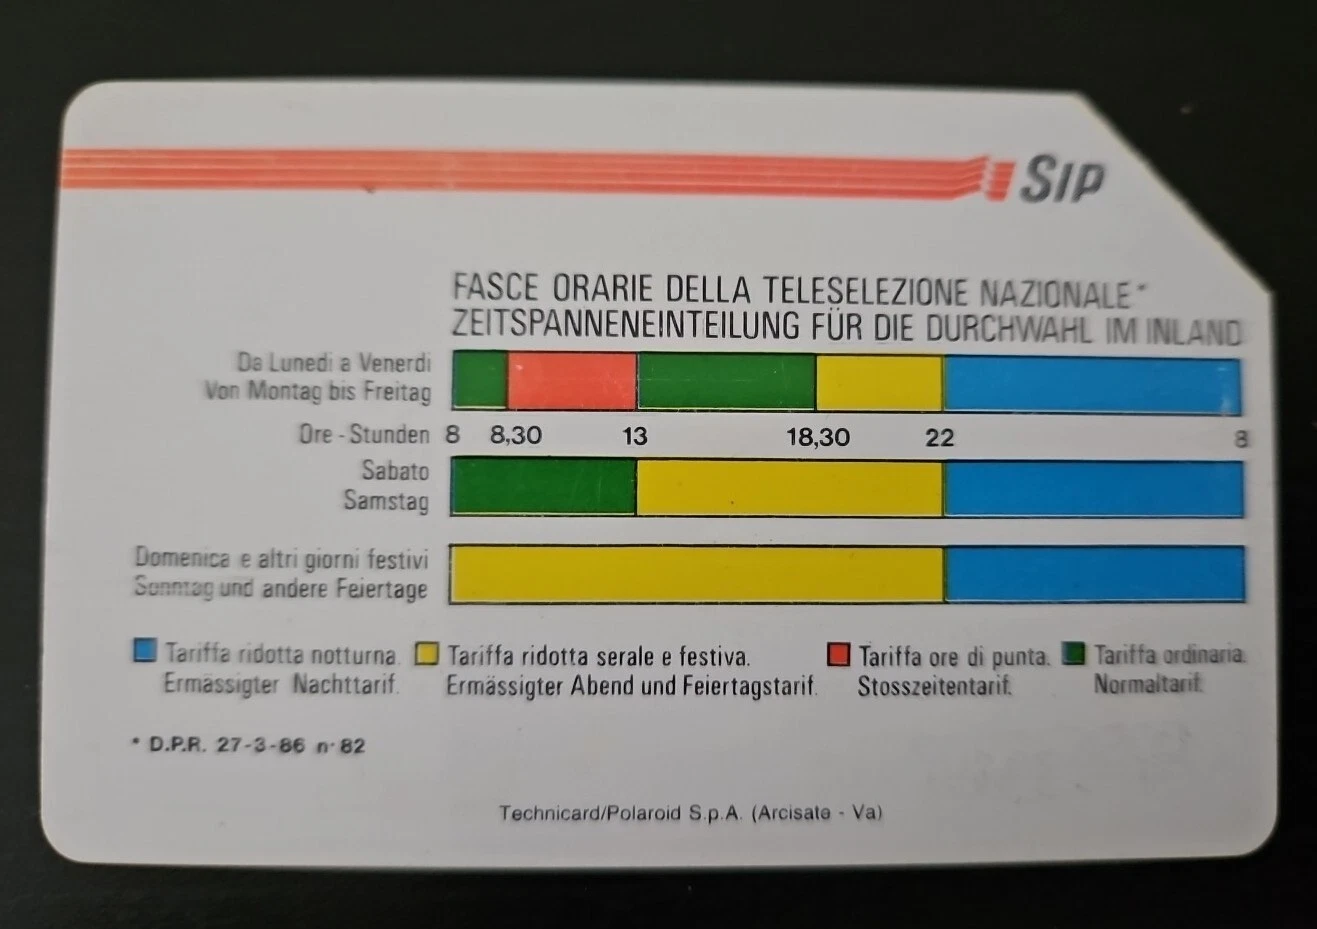 SIP
FASCE ORARIE DELLA TELESELEZIONE NAZIONALE*
ZEITSPANNENEINTEILUNG FÜR DIE DURCHWAHL IM INLAND
Da Lunedi a Venerdi
Von Montag bis Freitag
Ore - Stunden 8 8,30 13 18,30 22 8
Sabato
Samstag
Domenica e altri giorni festivi
Sonntag und andere Feiertage
Tariffa ridotta notturna. Tariffa ridotta serale e festiva. Tariffa ore di punta. Tariffa ordinaria.
Ermässigter Nachttarif. Ermässigter Abend und Feiertagstarif. Stosszeitentarif. Normaltarif.
* D.P.R. 27-3-86 n· 82
Technicard/Polaroid S.p.A. (Arcisate - Va)